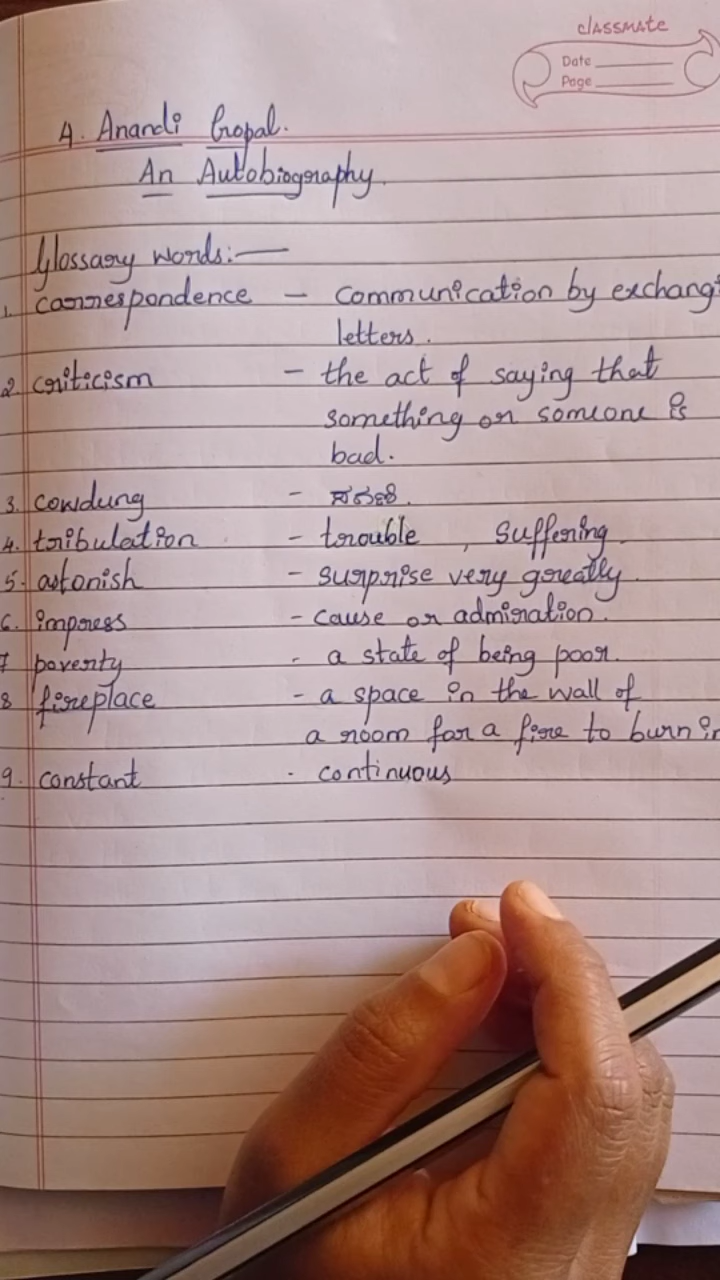 classmate
Date
Page
4. Anandi Gopal.
An Autobiography.
Glossary words:—
1. correspondence - communication by exchangi
letters.
2. criticism - the act of saying that
something or someone is
bad.
3. cowdung - ಸಗಣಿ.
4. tribulation - trouble , suffering.
5. astonish - surprise very greatly.
6. impress - cause or admiration.
7 poverty - a state of being poor.
8 fireplace - a space in the wall of
a room for a fire to burn in
9. constant - continuous